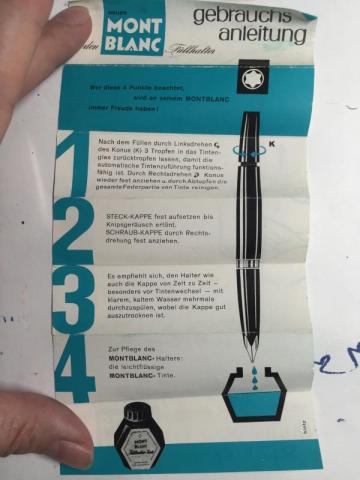 neues
MONT
BLANC
gebrauchs
anleitung
den Füllhalter
Wer diese 4 Punkte beachtet,
wird an seinem MONTBLANC
immer Freude haben!
K
1
Nach dem Füllen durch Linksdrehen
des Konus (K) 3 Tropfen in das Tinten-
glas zurücktropfen lassen, damit die
automatische Tintenzuführung funktions-
fähig ist. Durch Rechtsdrehen Konus
wieder fest anziehen u. durch Abtupfen die
gesamte Federpartie von Tinte reinigen.
2
STECK-KAPPE fest aufsetzen bis
Knipsgeräusch ertönt.
SCHRAUB-KAPPE durch Rechts-
drehung fest anziehen.
3
Es empfiehlt sich, den Halter wie
auch die Kappe von Zeit zu Zeit —
besonders vor Tintenwechsel — mit
klarem, kaltem Wasser mehrmals
durchzuspülen, wobei die Kappe gut
auszutrocknen ist.
4
Zur Pflege des
MONTBLANC-Halters:
die leichtflüssige
MONTBLANC-Tinte.
MONT
BLANC